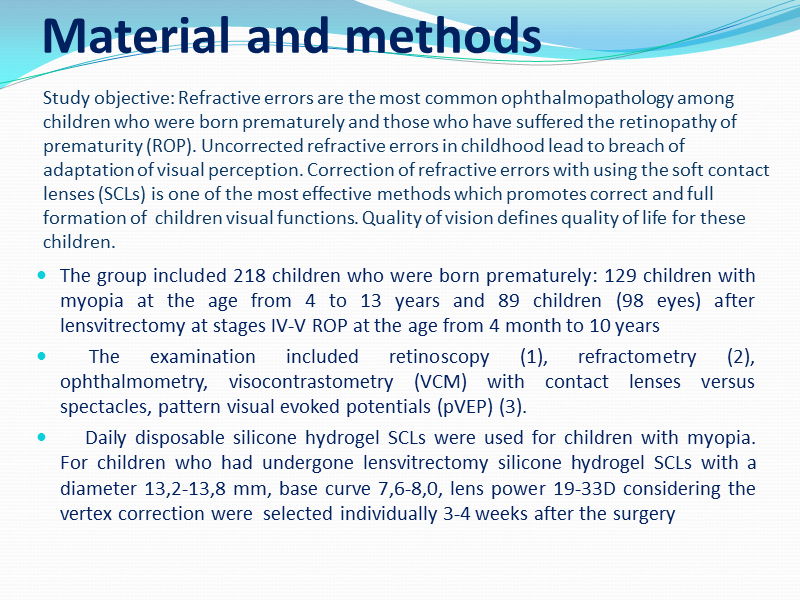 Material and methods
Study objective: Refractive errors are the most common ophthalmopathology among
children who were born prematurely and those who have suffered the retinopathy of
prematurity (ROP). Uncorrected refractive errors in childhood lead to breach of
adaptation of visual perception. Correction of refractive errors with using the soft contact
lenses (SCLs) is one of the most effective methods which promotes correct and full
formation of children visual functions. Quality of vision defines quality of life for these
children.
• The group included 218 children who were born prematurely: 129 children with
myopia at the age from 4 to 13 years and 89 children (98 eyes) after
lensvitrectomy at stages IV-V ROP at the age from 4 month to 10 years
• The examination included retinoscopy (1), refractometry (2),
ophthalmometry, visocontrastometry (VCM) with contact lenses versus
spectacles, pattern visual evoked potentials (pVEP) (3).
• Daily disposable silicone hydrogel SCLs were used for children with myopia.
For children who had undergone lensvitrectomy silicone hydrogel SCLs with a
diameter 13,2-13,8 mm, base curve 7,6-8,0, lens power 19-33D considering the
vertex correction were selected individually 3-4 weeks after the surgery